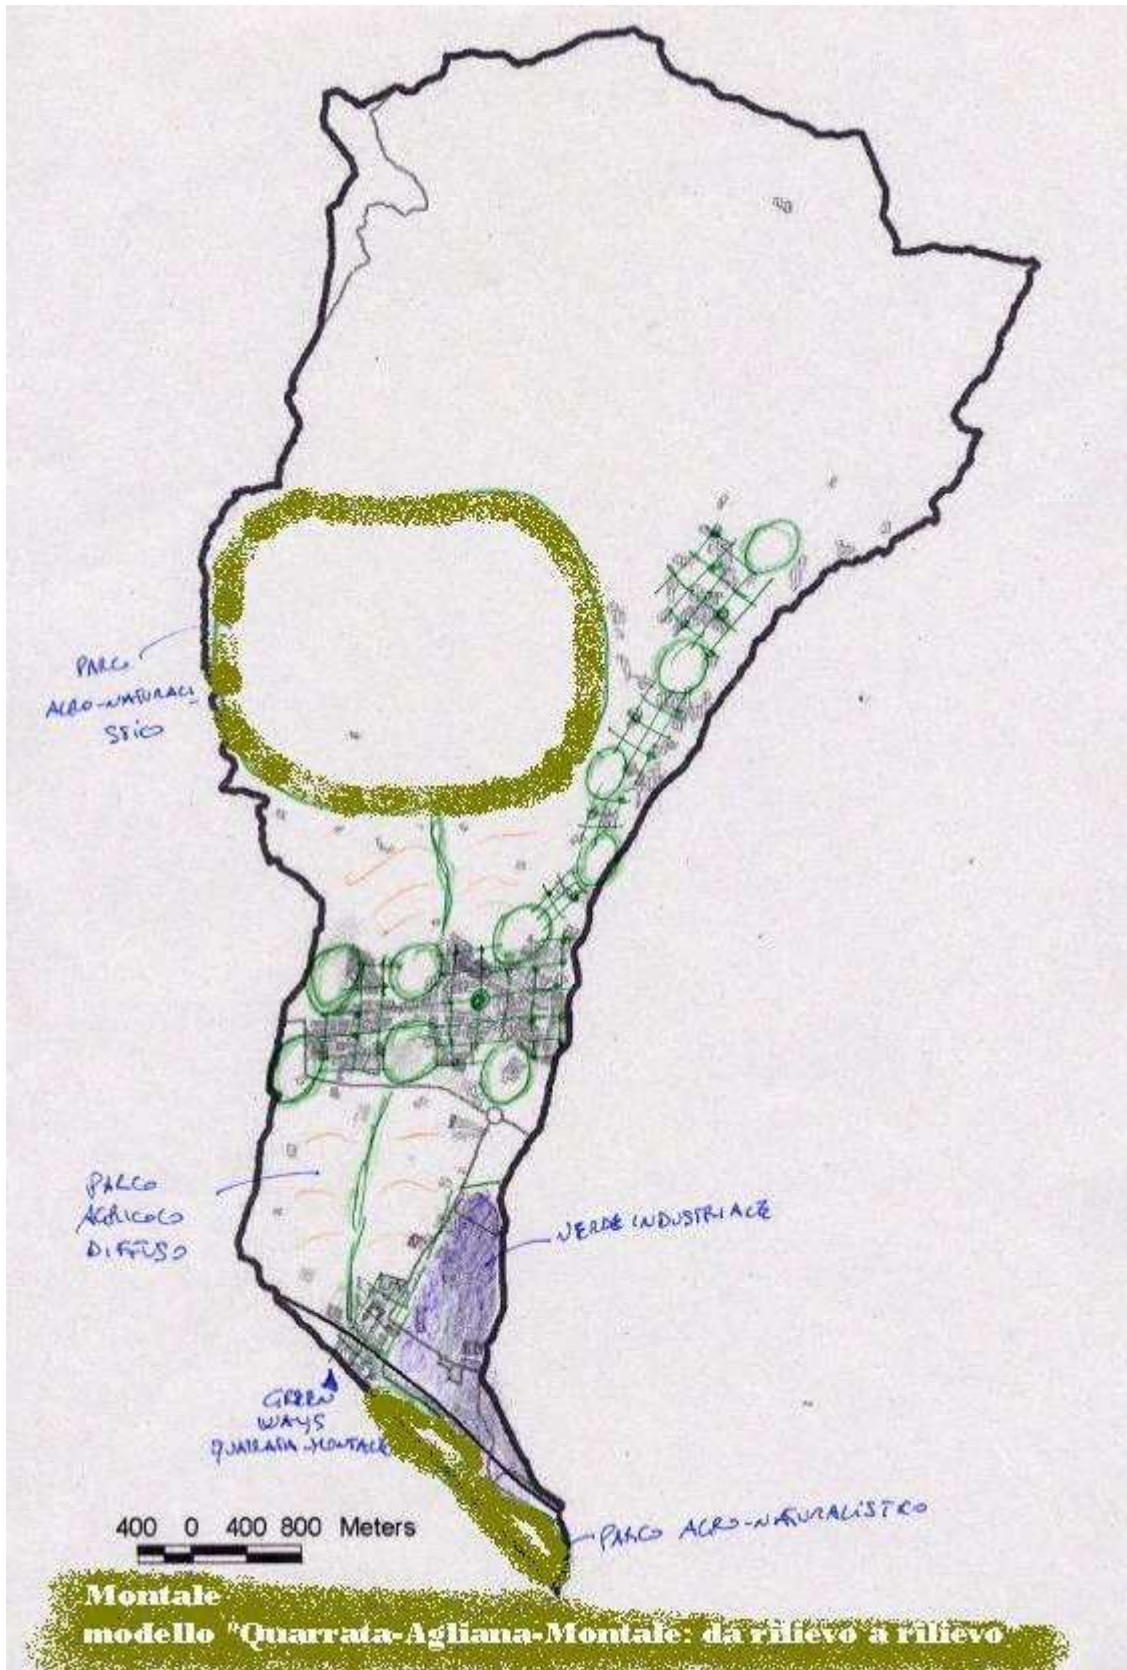 PARCO
AGRO-NATURALI
STICO
PARCO
AGRICOLO
DIFFUSO
VERDE INDUSTRIALE
GREEN
WAYS
QUARRATA-MONTALE
PARCO AGRO-NATURALISTICO
400 0 400 800 Meters
Montale
modello "Quarrata-Agliana-Montale: da rilievo a rilievo